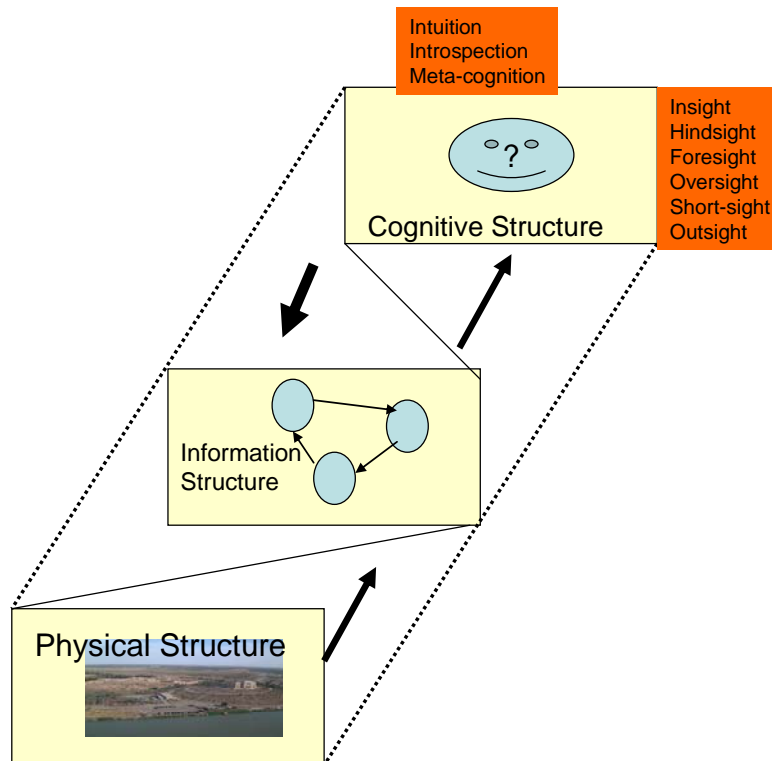 Intuition
Introspection
Meta-cognition
Insight
Hindsight
Foresight
Oversight
Short-sight
Outsight
?
Cognitive Structure
Information
Structure
Physical Structure